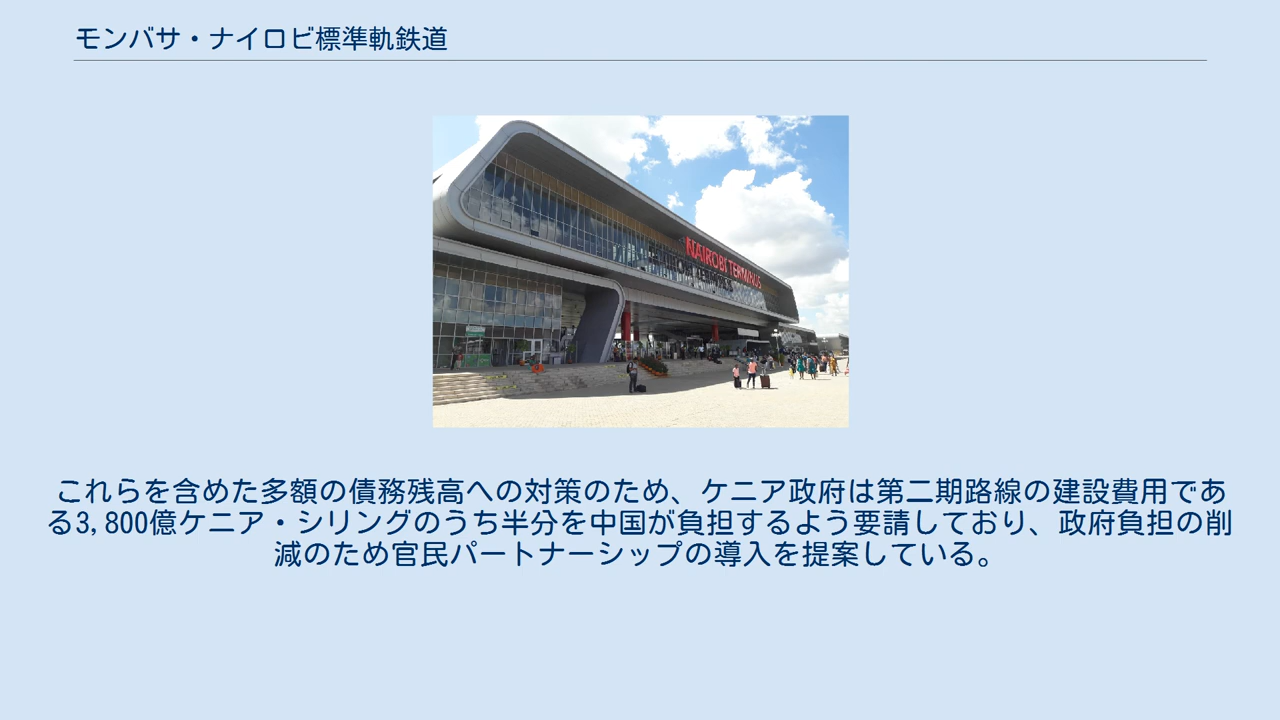 モンバサ・ナイロビ標準軌鉄道
NAIROBI TERMINUS
これらを含めた多額の債務残高への対策のため、ケニア政府は第二期路線の建設費用であ
る3,800億ケニア・シリングのうち半分を中国が負担するよう要請しており、政府負担の削
減のため官民パートナーシップの導入を提案している。